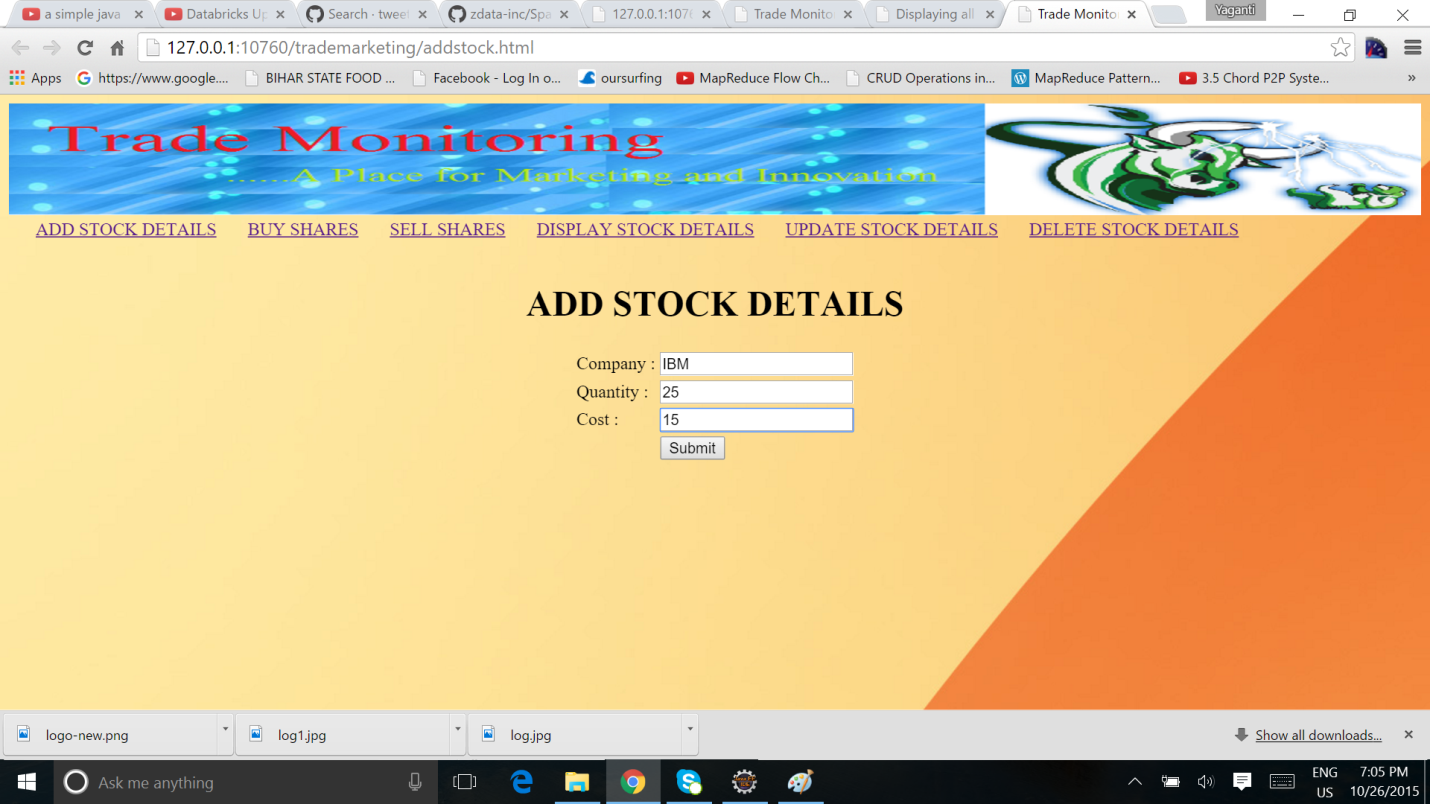 a simple java
Databricks Up
Search · tweet
zdata-inc/Spa
127.0.0.1:1076
Trade Monito
Displaying all
Trade Monito
Yaganti
127.0.0.1:10760/trademarketing/addstock.html
Apps
https://www.google....
BIHAR STATE FOOD ...
Facebook - Log In o...
oursurfing
MapReduce Flow Ch...
CRUD Operations in...
MapReduce Pattern...
3.5 Chord P2P Syste...
»
Trade Monitoring
......A Place for Marketing and Innovation
ADD STOCK DETAILS
BUY SHARES
SELL SHARES
DISPLAY STOCK DETAILS
UPDATE STOCK DETAILS
DELETE STOCK DETAILS
ADD STOCK DETAILS
Company : IBM
Quantity : 25
Cost : 15
Submit
logo-new.png
log1.jpg
log.jpg
Show all downloads...
Ask me anything
ENG
US
7:05 PM
10/26/2015